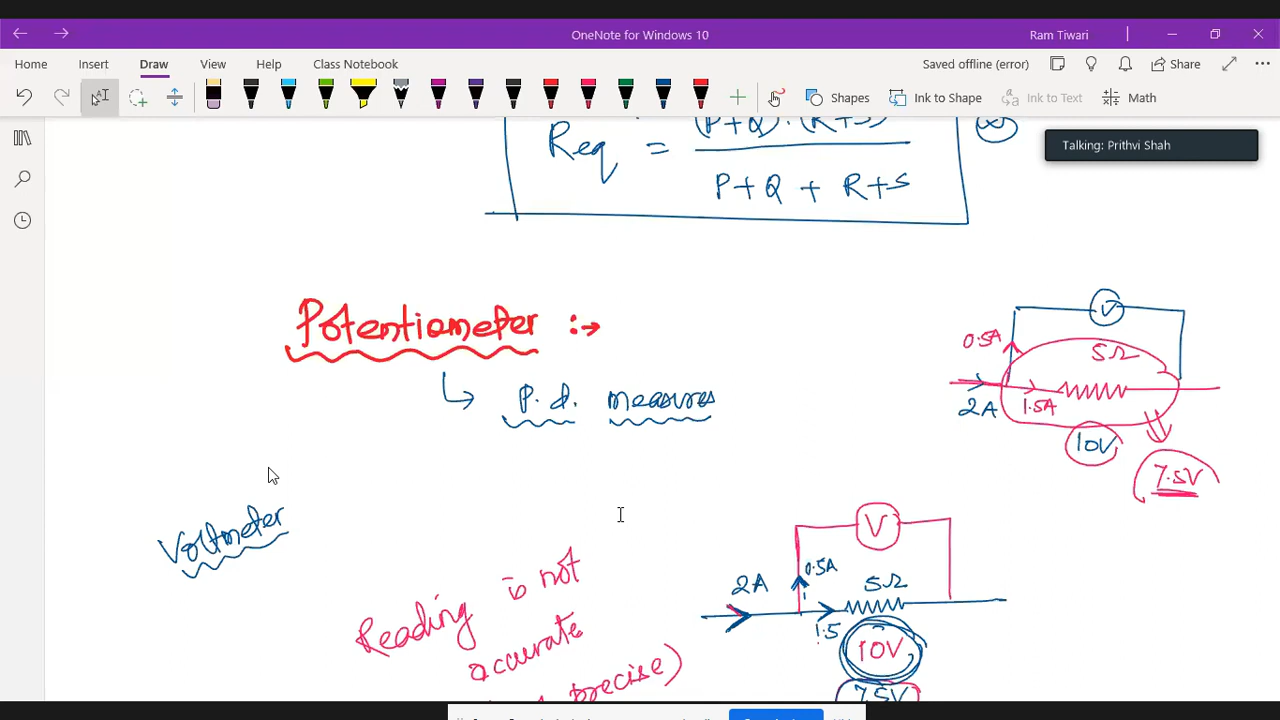 OneNote for Windows 10
Ram Tiwari
Home Insert Draw View Help Class Notebook
Saved offline (error)
Share
Shapes Ink to Shape Ink to Text Math
Talking: Prithvi Shah
Req = (P+Q).(R+S)
P+Q + R+S
Potentiometer :→
V
0.5A
5Ω
↳ P.d. measures
2A
1.5A
10V
7.5V
Voltmeter
V
0.5A
2A
5Ω
1.5
10V
7.5V
Reading is not
accurate
precise)